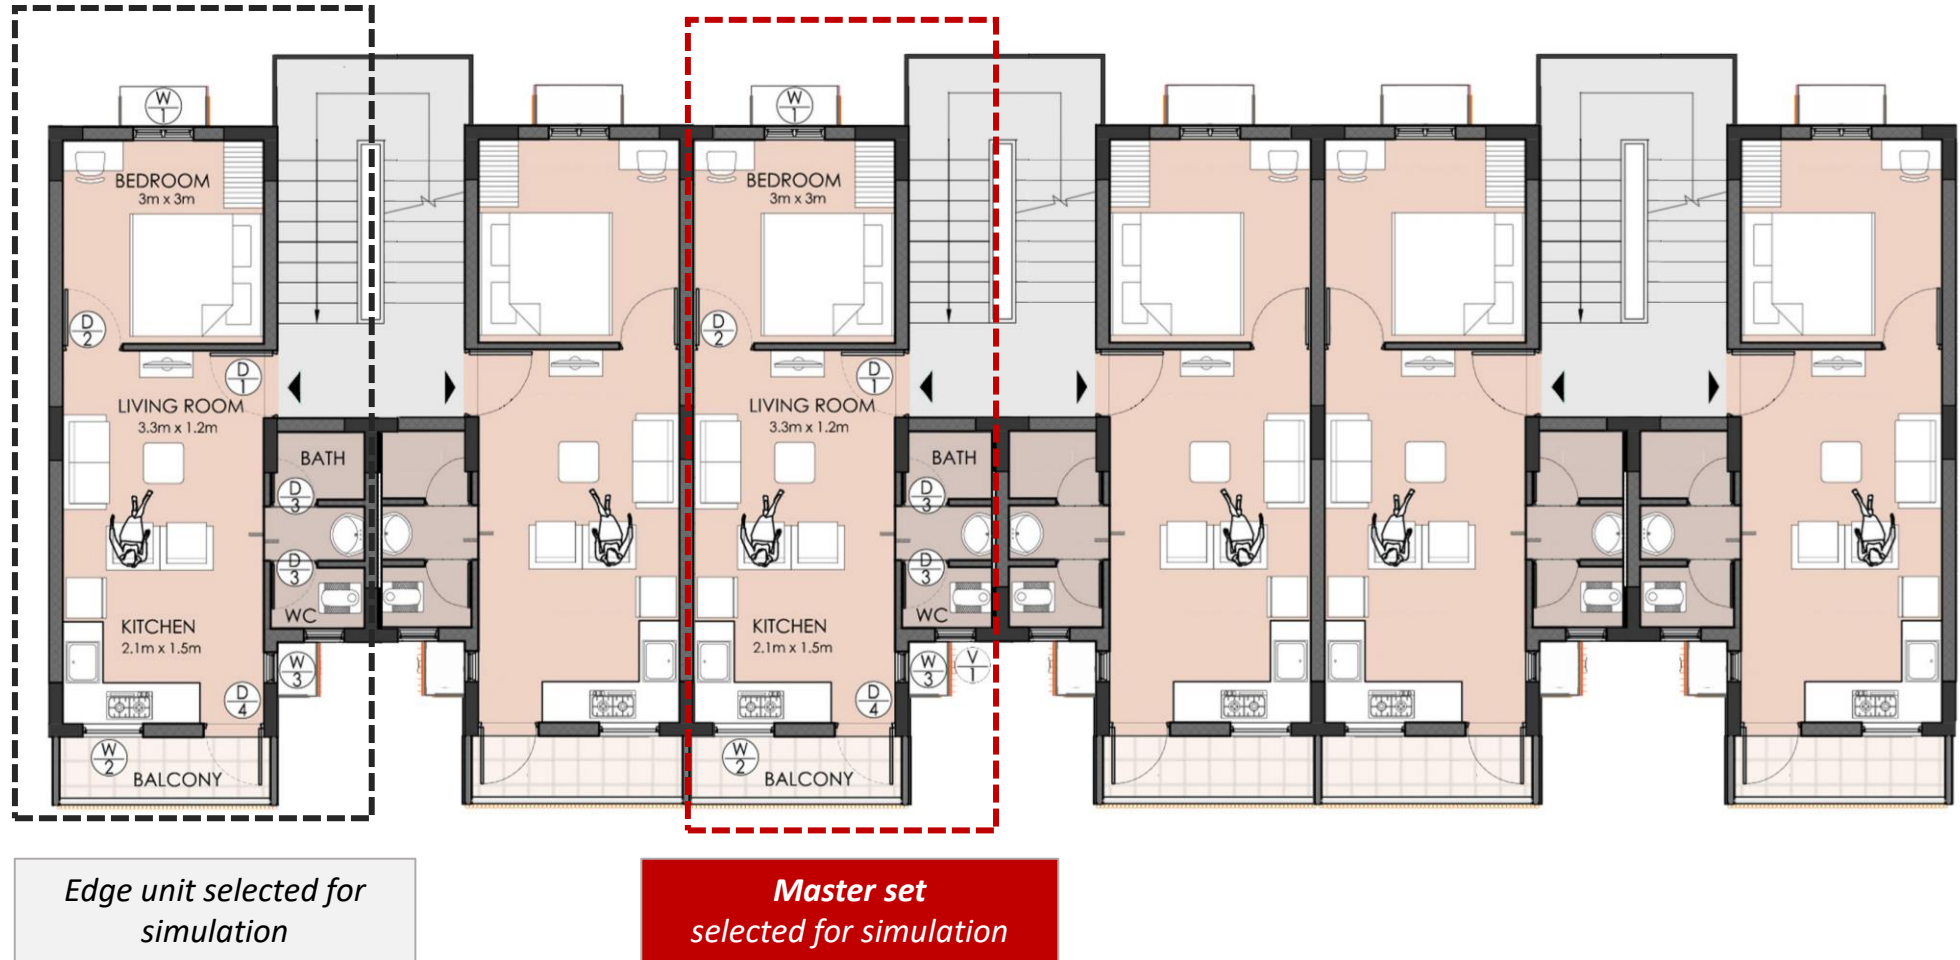 W
1
BEDROOM
3m x 3m
D
2
D
1
LIVING ROOM
3.3m x 1.2m
BATH
D
3
D
3
WC
KITCHEN
2.1m x 1.5m
W
3
D
4
W
2
BALCONY
W
1
BEDROOM
3m x 3m
D
2
D
1
LIVING ROOM
3.3m x 1.2m
BATH
D
3
D
3
WC
KITCHEN
2.1m x 1.5m
W
3
V
1
D
4
W
2
BALCONY
Edge unit selected for
simulation
Master set
selected for simulation